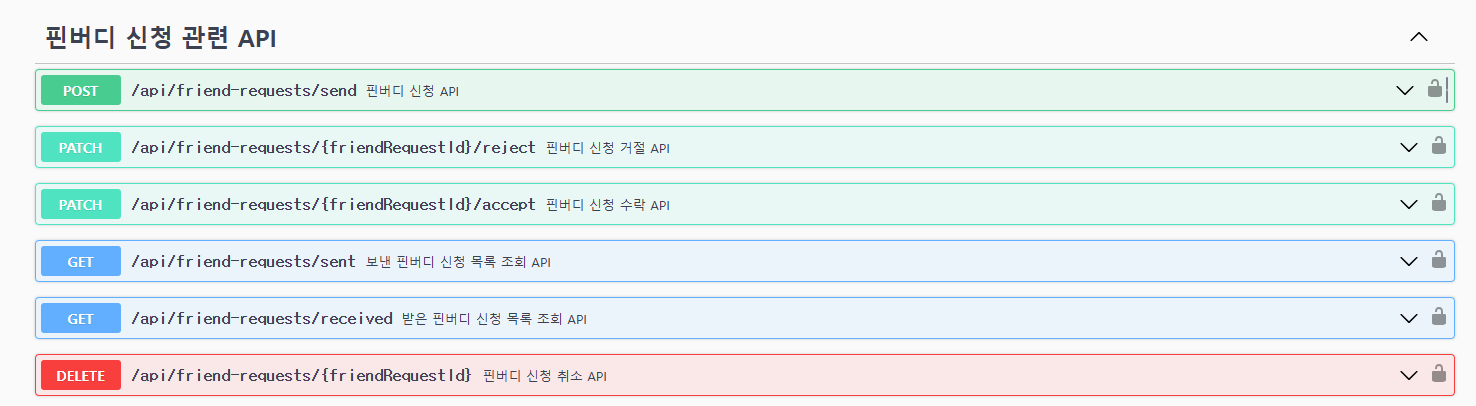 핀버디 신청 관련 API
POST /api/friend-requests/send 핀버디 신청 API
PATCH /api/friend-requests/{friendRequestId}/reject 핀버디 신청 거절 API
PATCH /api/friend-requests/{friendRequestId}/accept 핀버디 신청 수락 API
GET /api/friend-requests/sent 보낸 핀버디 신청 목록 조회 API
GET /api/friend-requests/received 받은 핀버디 신청 목록 조회 API
DELETE /api/friend-requests/{friendRequestId} 핀버디 신청 취소 API